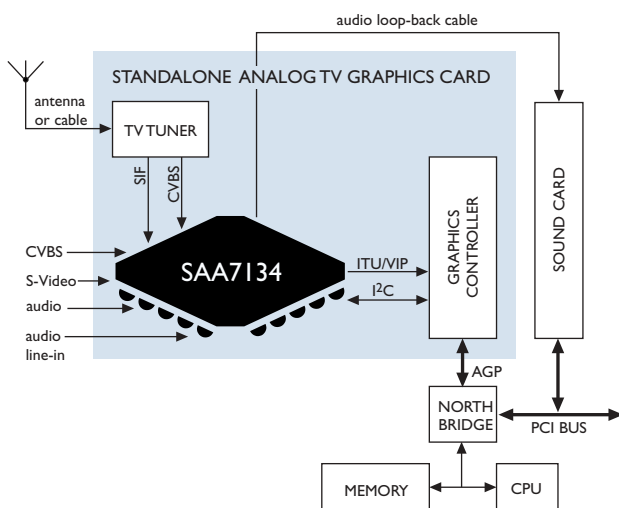 audio loop-back cable
STANDALONE ANALOG TV GRAPHICS CARD
antenna
or cable
TV TUNER
SIF
CVBS
CVBS
S-Video
audio
audio
line-in
SAA7134
ITU/VIP
I²C
GRAPHICS
CONTROLLER
SOUND CARD
AGP
NORTH
BRIDGE
PCI BUS
MEMORY
CPU